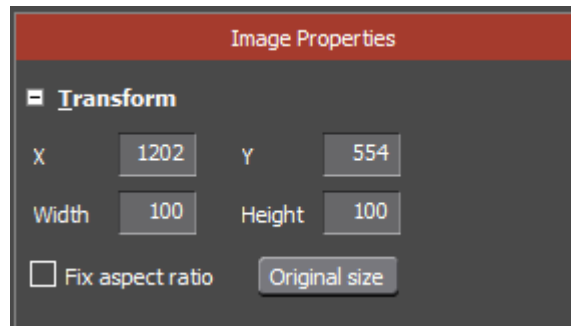 Image Properties
Transform
X 1202 Y 554
Width 100 Height 100
Fix aspect ratio Original size